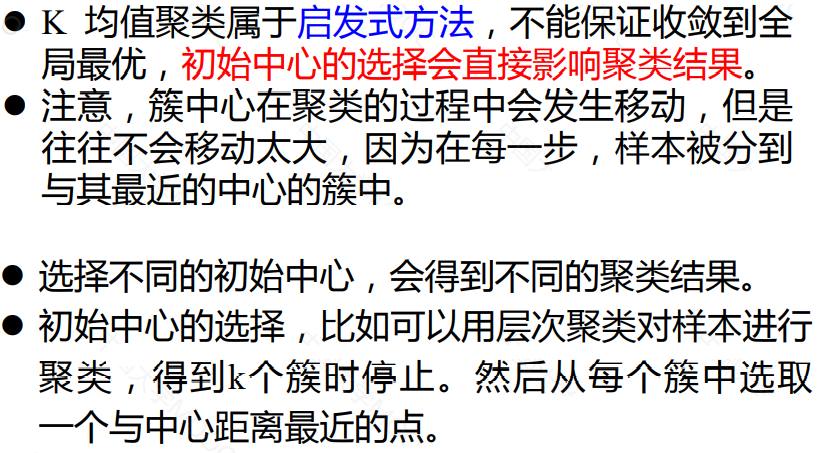 ● K 均值聚类属于启发式方法，不能保证收敛到全
局最优，初始中心的选择会直接影响聚类结果。
● 注意，簇中心在聚类的过程中会发生移动，但是
往往不会移动太大，因为在每一步，样本被分到
与其最近的中心的簇中。
● 选择不同的初始中心，会得到不同的聚类结果。
● 初始中心的选择，比如可以用层次聚类对样本进行
聚类，得到k个簇时停止。然后从每个簇中选取
一个与中心距离最近的点。